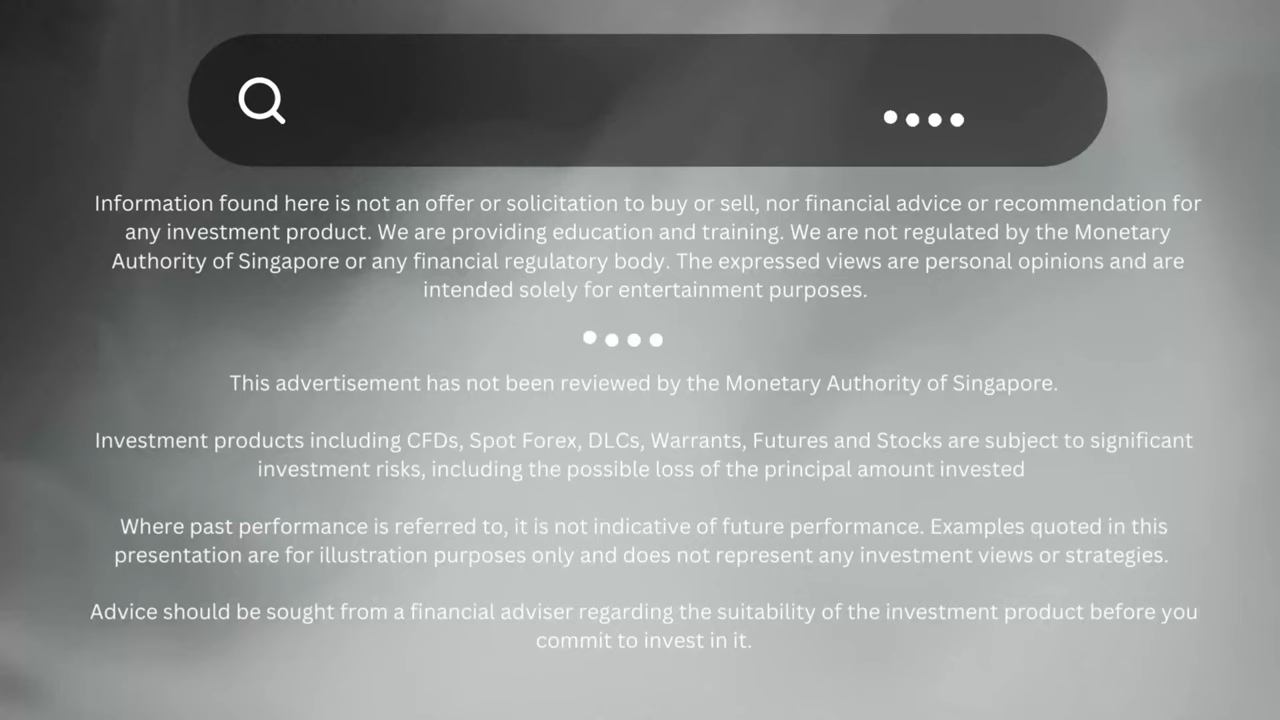 Information found here is not an offer or solicitation to buy or sell, nor financial advice or recommendation for
any investment product. We are providing education and training. We are not regulated by the Monetary
Authority of Singapore or any financial regulatory body. The expressed views are personal opinions and are
intended solely for entertainment purposes.
This advertisement has not been reviewed by the Monetary Authority of Singapore.
Investment products including CFDs, Spot Forex, DLCs, Warrants, Futures and Stocks are subject to significant
investment risks, including the possible loss of the principal amount invested
Where past performance is referred to, it is not indicative of future performance. Examples quoted in this
presentation are for illustration purposes only and does not represent any investment views or strategies.
Advice should be sought from a financial adviser regarding the suitability of the investment product before you
commit to invest in it.